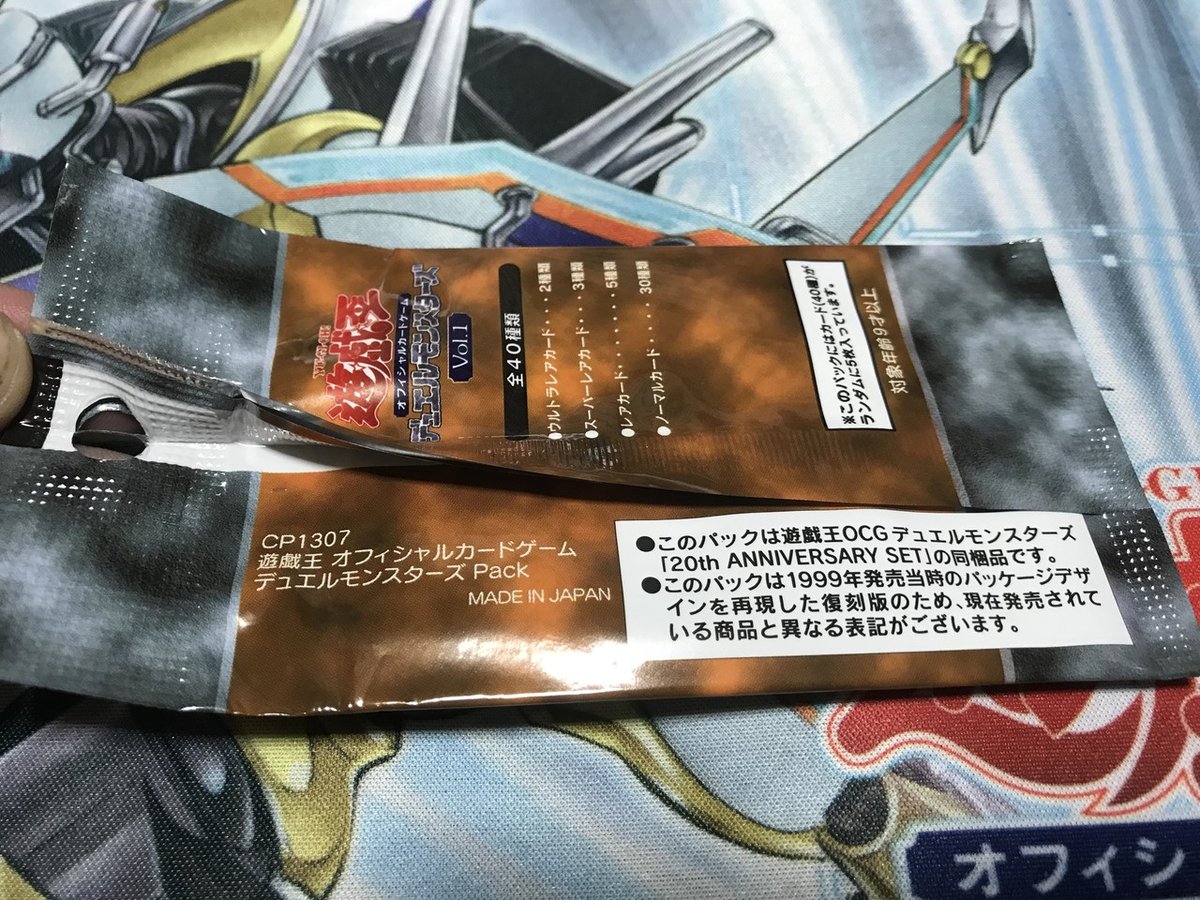 YU-GI-OH!
遊戯王
オフィシャルカードゲーム
デュエルモンスターズ
Vol.1
全40種類
●ウルトラレアカード・・・2種類
●スーパーレアカード・・・3種類
●レアカード・・・・・・・5種類
●ノーマルカード・・・・・30種類
※このパックにはカード(40種)が
ランダムに5枚入っています。
対象年齢9才以上
CP1307
遊戯王 オフィシャルカードゲーム
デュエルモンスターズ Pack
MADE IN JAPAN
●このパックは遊戯王OCG デュエルモンスターズ
「20th ANNIVERSARY SET」の同梱品です。
●このパックは1999年発売当時のパッケージデザ
インを再現した復刻版のため、現在発売されて
いる商品と異なる表記がございます。
オフィシ